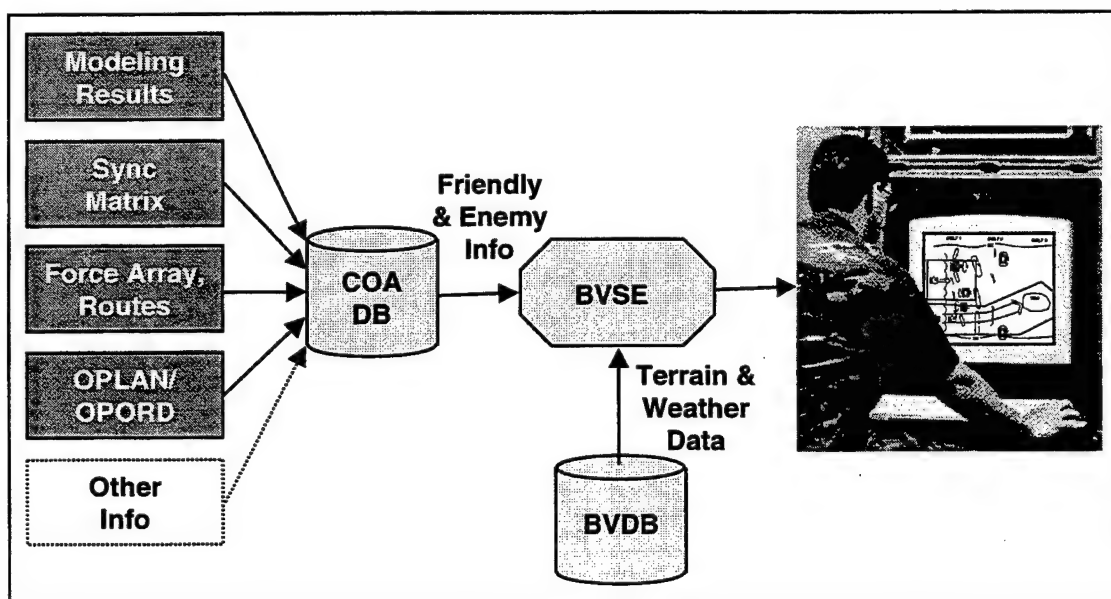 Modeling
Results
Sync
Matrix
Force Array,
Routes
OPLAN/
OPORD
Other
Info
COA
DB
Friendly
& Enemy
Info
BVSE
Terrain &
Weather
Data
BVDB